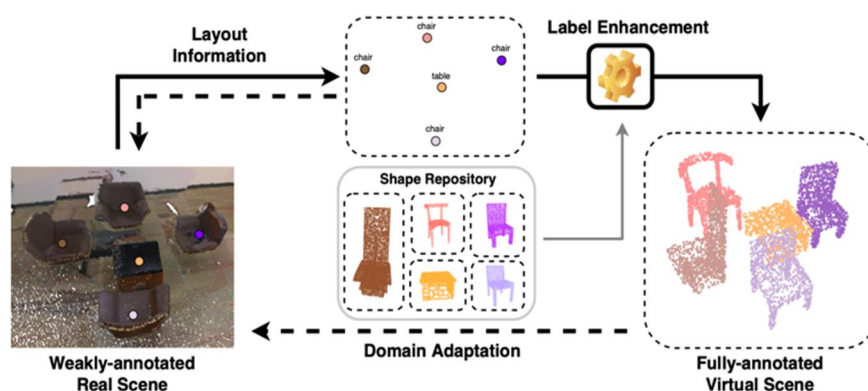 Layout
Information
chair
chair
chair
table
chair
Label Enhancement
Shape Repository
Domain Adaptation
Weakly-annotated
Real Scene
Fully-annotated
Virtual Scene